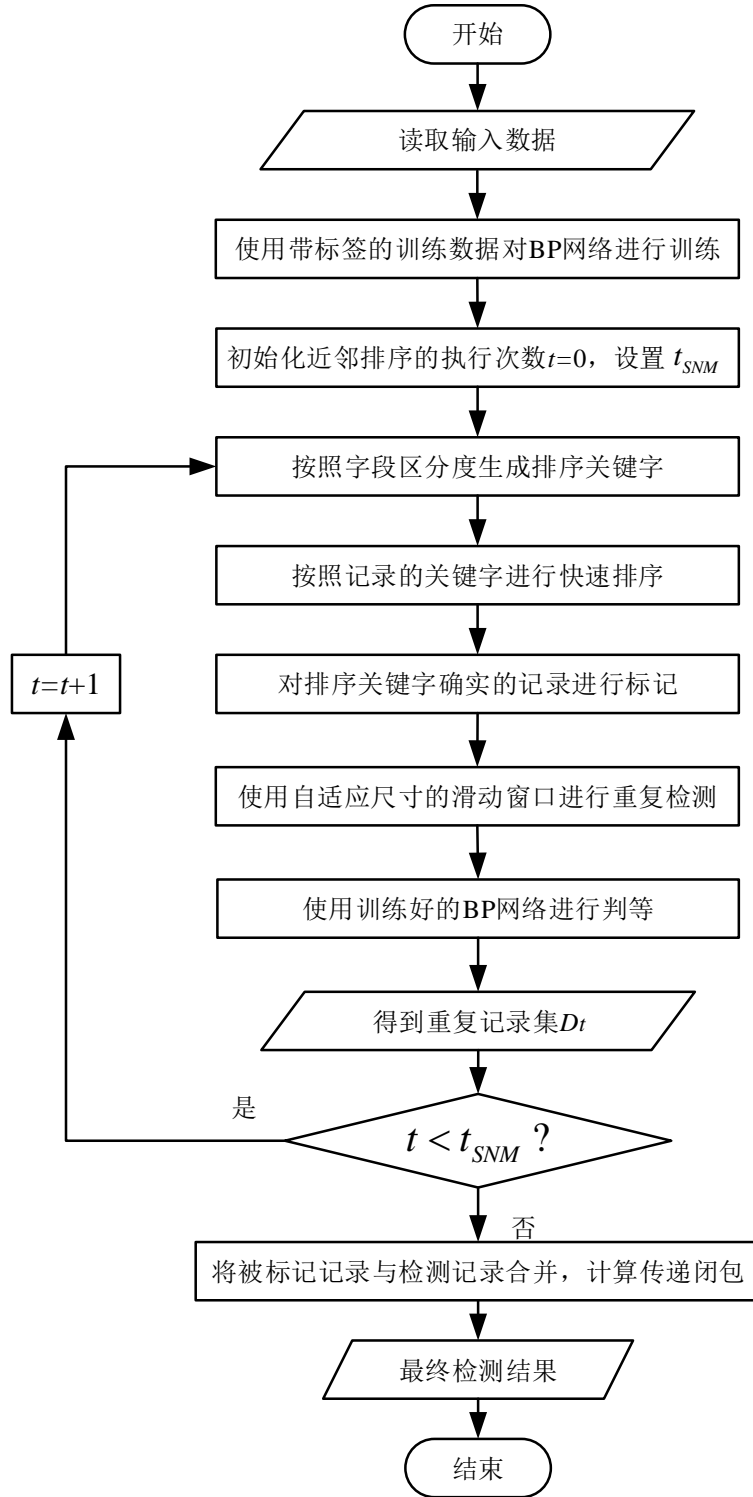 开始
读取输入数据
使用带标签的训练数据对BP网络进行训练
初始化近邻排序的执行次数t=0，设置 t_{SNM}
按照字段区分度生成排序关键字
按照记录的关键字进行快速排序
t=t+1
对排序关键字确实的记录进行标记
使用自适应尺寸的滑动窗口进行重复检测
使用训练好的BP网络进行判等
得到重复记录集Dt
是
t < t_{SNM} ?
否
将被标记记录与检测记录合并，计算传递闭包
最终检测结果
结束